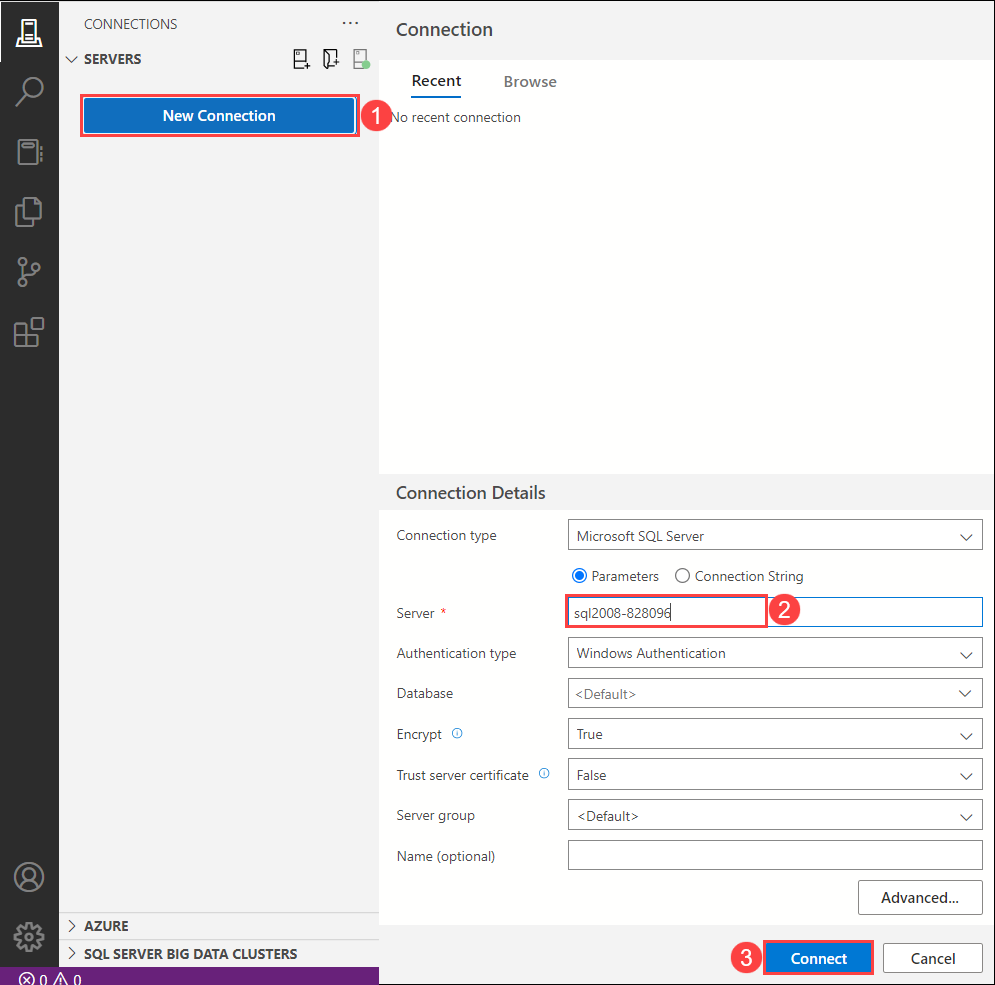 CONNECTIONS
SERVERS
New Connection
1
Connection
Recent Browse
No recent connection
Connection Details
Connection type Microsoft SQL Server
Parameters Connection String
Server * sql2008-828096 2
Authentication type Windows Authentication
Database <Default>
Encrypt True
Trust server certificate False
Server group <Default>
Name (optional)
Advanced...
AZURE
SQL SERVER BIG DATA CLUSTERS
3 Connect Cancel
0 0